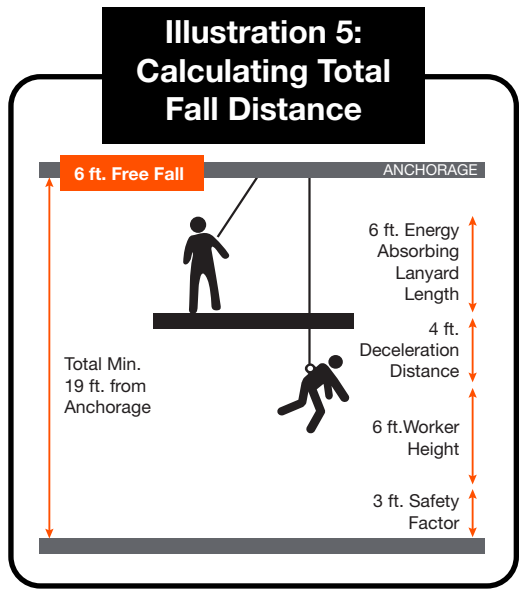 Illustration 5:
Calculating Total
Fall Distance
6 ft. Free Fall
ANCHORAGE
6 ft. Energy
Absorbing
Lanyard
Length
4 ft.
Deceleration
Distance
Total Min.
19 ft. from
Anchorage
6 ft.Worker
Height
3 ft. Safety
Factor